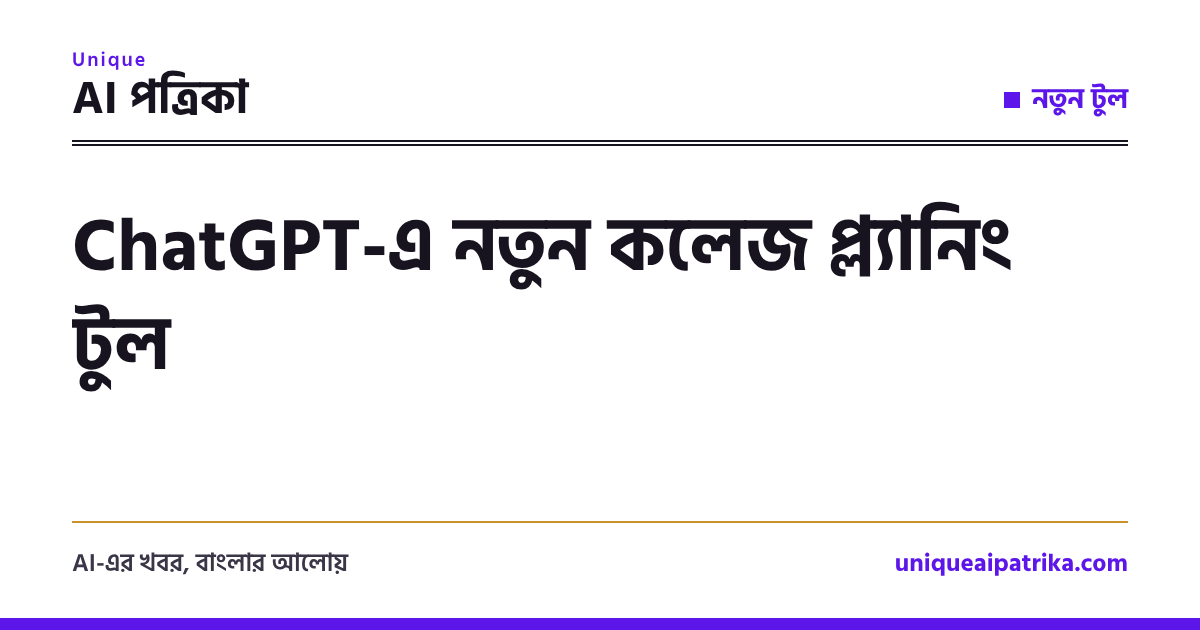 Unique
AI পত্রিকা
নতুন টুল
ChatGPT-এ নতুন কলেজ প্ল্যানিং
টুল
AI-এর খবর, বাংলার আলোয়
uniqueaipatrika.com